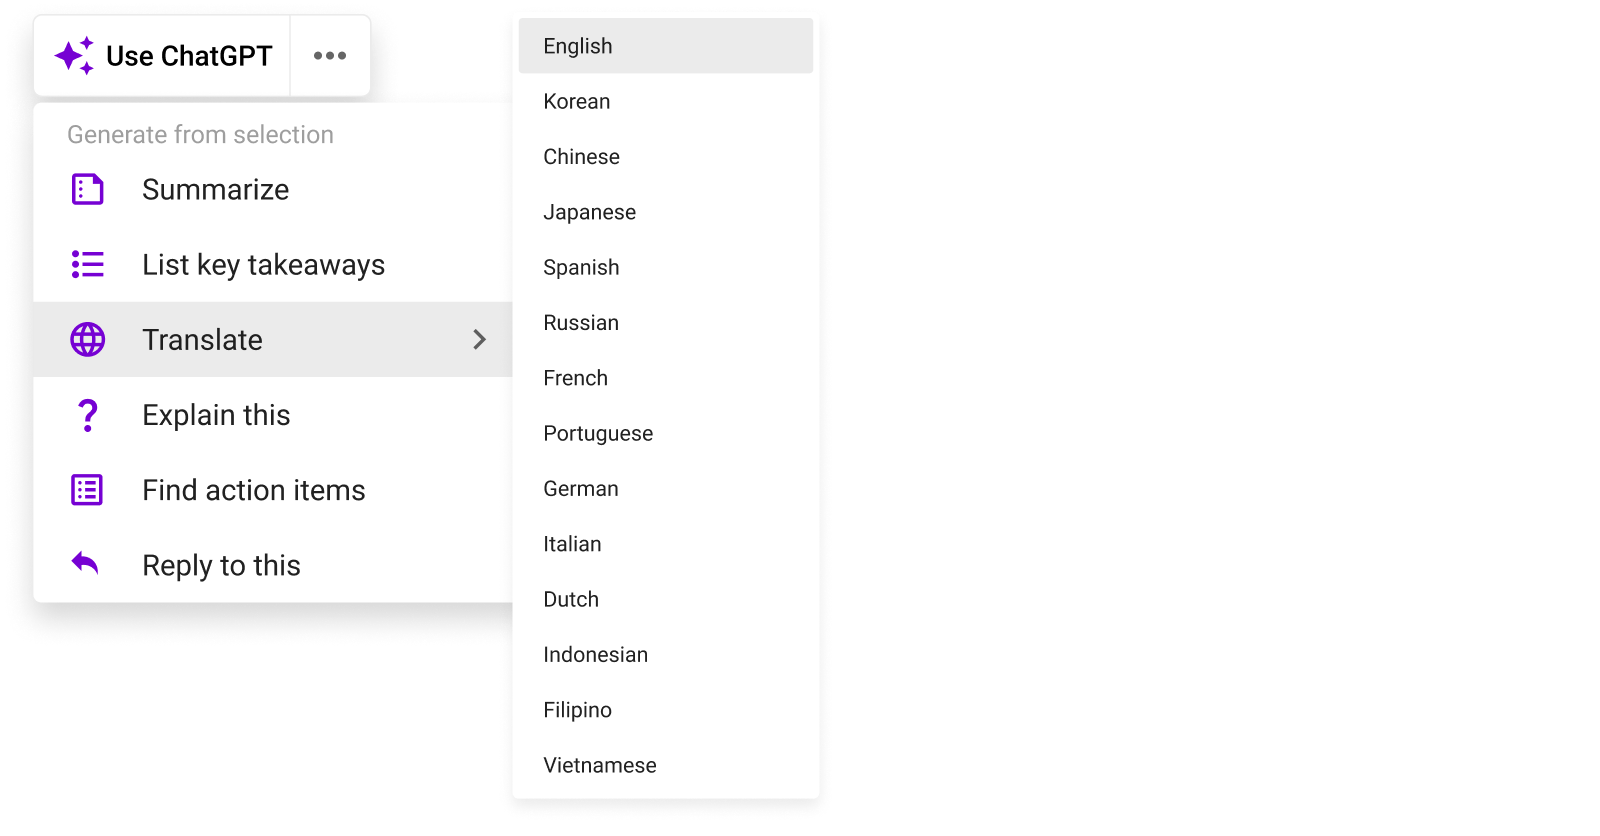 Use ChatGPT
Generate from selection
Summarize
List key takeaways
Translate
Explain this
Find action items
Reply to this
English
Korean
Chinese
Japanese
Spanish
Russian
French
Portuguese
German
Italian
Dutch
Indonesian
Filipino
Vietnamese